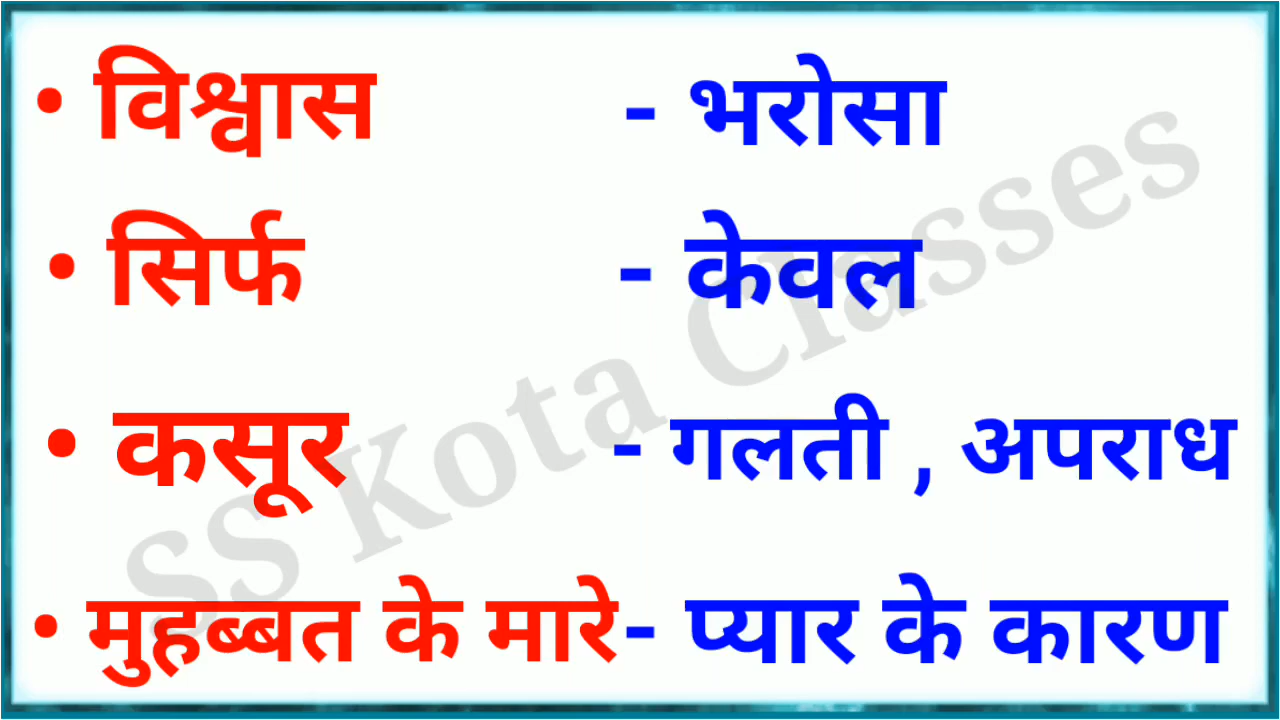 • विश्वास - भरोसा
• सिर्फ - केवल
• कसूर - गलती , अपराध
• मुहब्बत के मारे - प्यार के कारण
SS Kota Classes